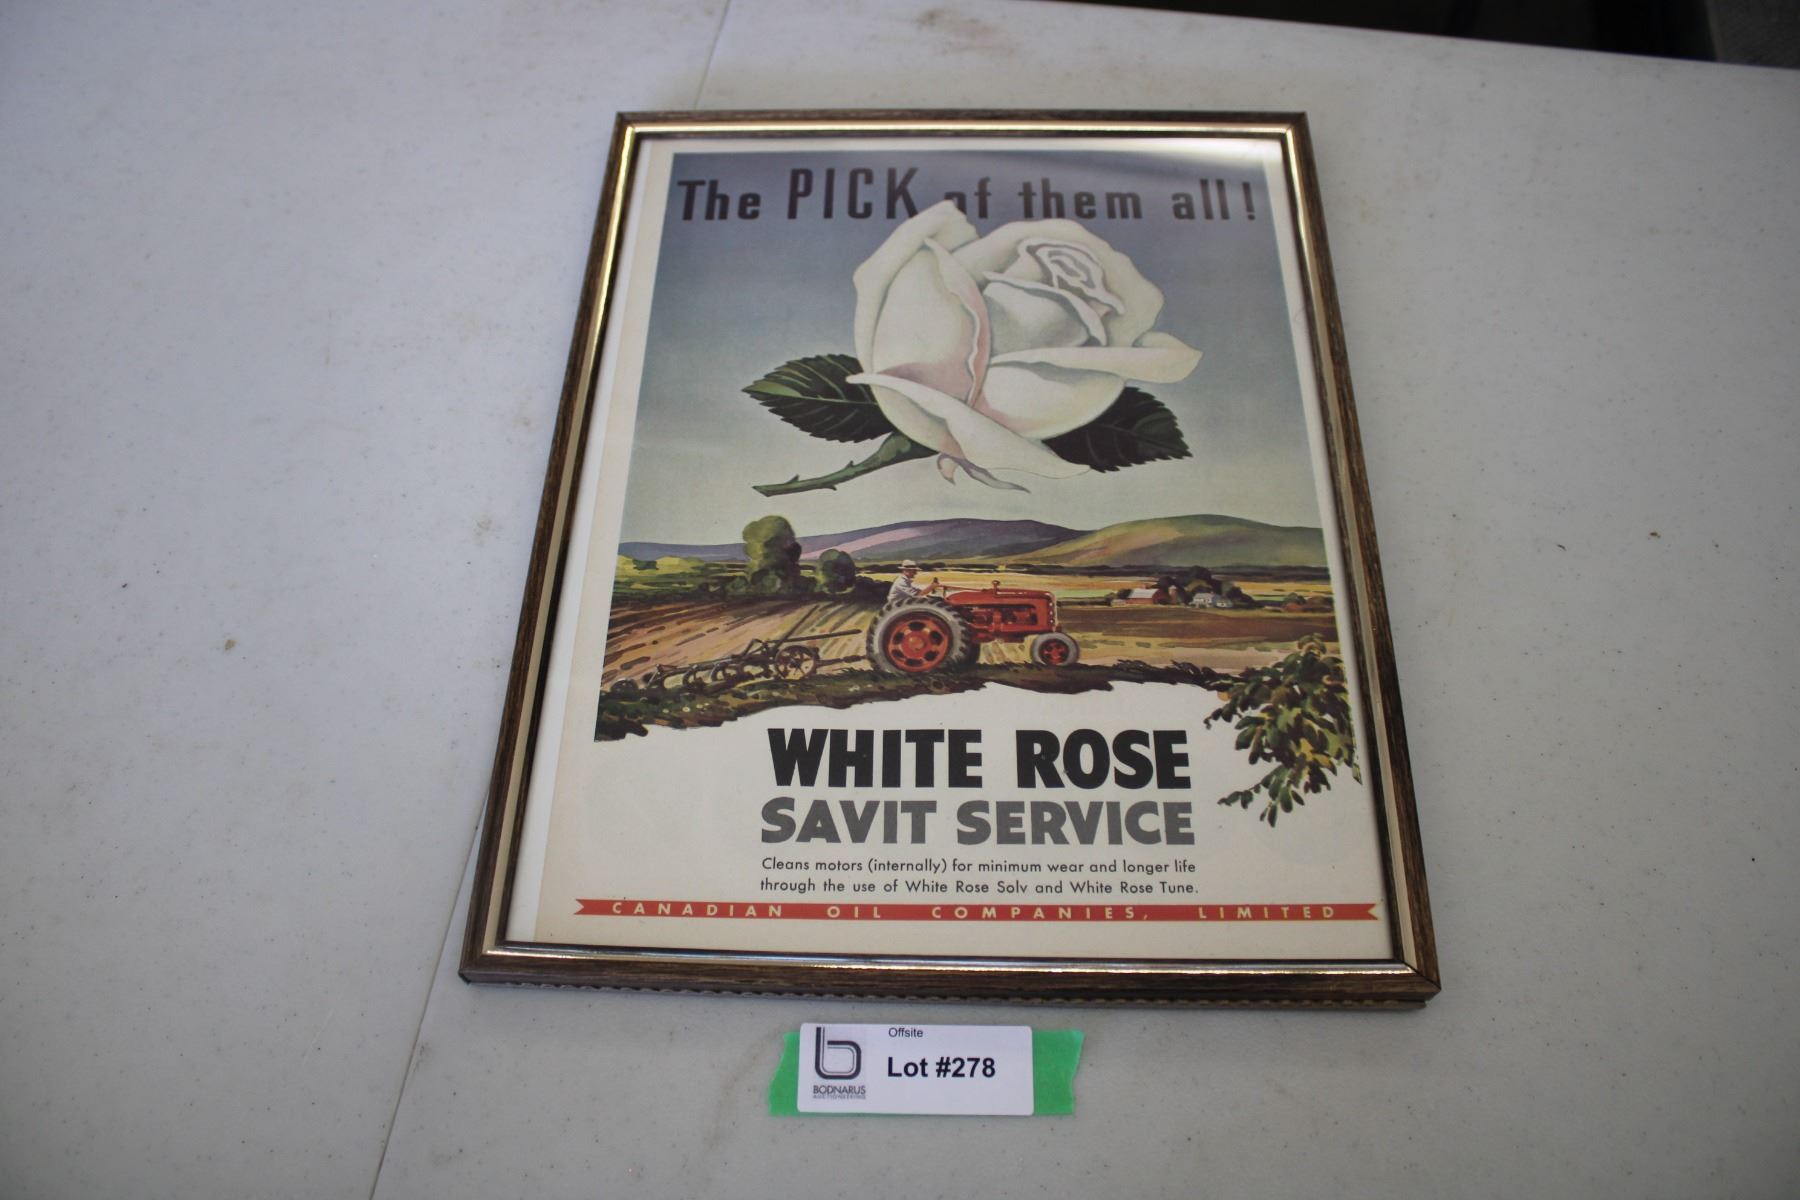 The PICK of them all!
WHITE ROSE
SAVIT SERVICE
Cleans motors (internally) for minimum wear and longer life
through the use of White Rose Solv and White Rose Tune.
CANADIAN OIL COMPANIES, LIMITED
Offsite
Lot #278
BODNARUS
AUCTIONEERING